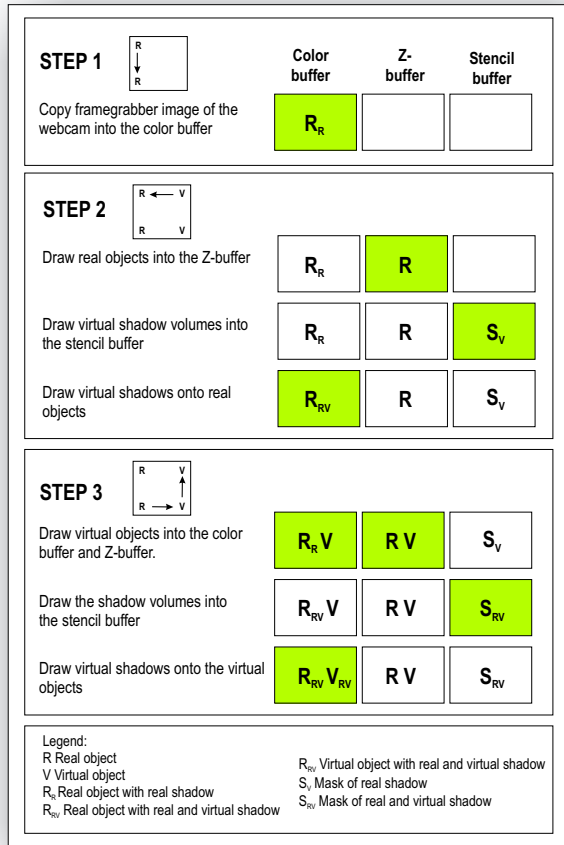 STEP 1
R
R
Color buffer
Z-buffer
Stencil buffer
Copy framegrabber image of the
webcam into the color buffer
R_R
STEP 2
R V
R V
Draw real objects into the Z-buffer
R_R R
Draw virtual shadow volumes into
the stencil buffer
R_R R S_V
Draw virtual shadows onto real
objects
R_RV R S_V
STEP 3
R V
R V
Draw virtual objects into the color
buffer and Z-buffer.
R_R V R V S_V
Draw the shadow volumes into
the stencil buffer
R_RV V R V S_RV
Draw virtual shadows onto the virtual
objects
R_RV V_RV R V S_RV
Legend:
R Real object
V Virtual object
R_R Real object with real shadow
R_RV Real object with real and virtual shadow
R_RV Virtual object with real and virtual shadow
S_V Mask of real shadow
S_RV Mask of real and virtual shadow